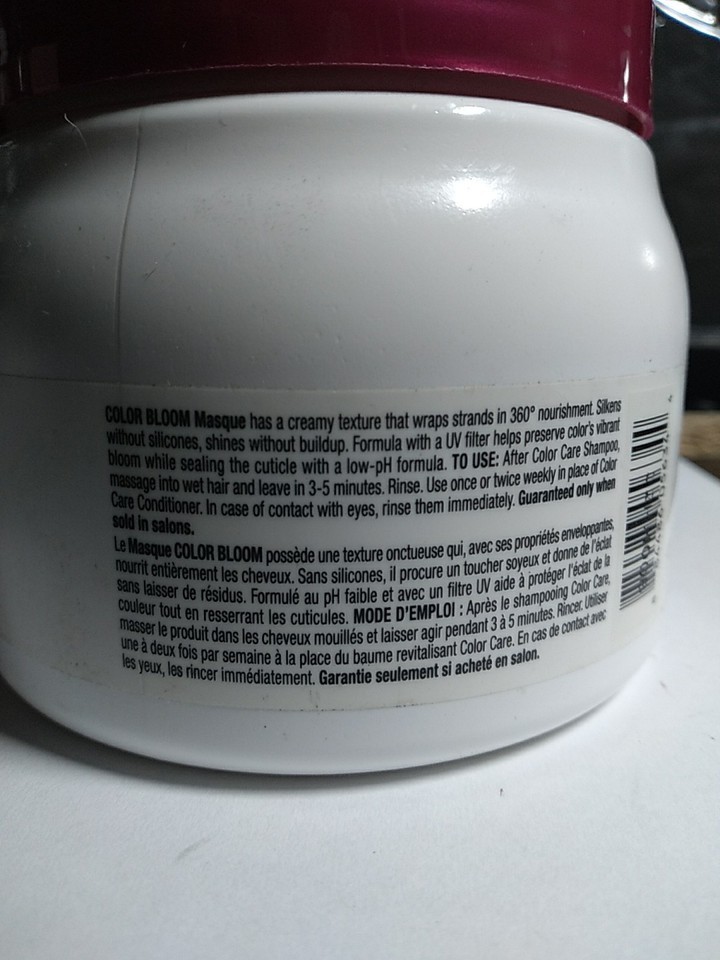 COLOR BLOOM Masque has a creamy texture that wraps strands in 360° nourishment. Silkens
without silicones, shines without buildup. Formula with a UV filter helps preserve color's vibrant
bloom while sealing the cuticle with a low-pH formula. TO USE: After Color Care Shampoo,
massage into wet hair and leave in 3-5 minutes. Rinse. Use once or twice weekly in place of Color
Care Conditioner. In case of contact with eyes, rinse them immediately. Guaranteed only when
sold in salons.
Le Masque COLOR BLOOM possède une texture onctueuse qui, avec ses propriétés enveloppantes,
nourrit entièrement les cheveux. Sans silicones, il procure un toucher soyeux et donne de l'éclat
sans laisser de résidus. Formulé au pH faible et avec un filtre UV aide à protéger l'éclat de la
couleur tout en resserrant les cuticules. MODE D'EMPLOI : Après le shampooing Color Care,
masser le produit dans les cheveux mouillés et laisser agir pendant 3 à 5 minutes. Rincer. Utiliser
une à deux fois par semaine à la place du baume revitalisant Color Care. En cas de contact avec
les yeux, les rincer immédiatement. Garantie seulement si acheté en salon.